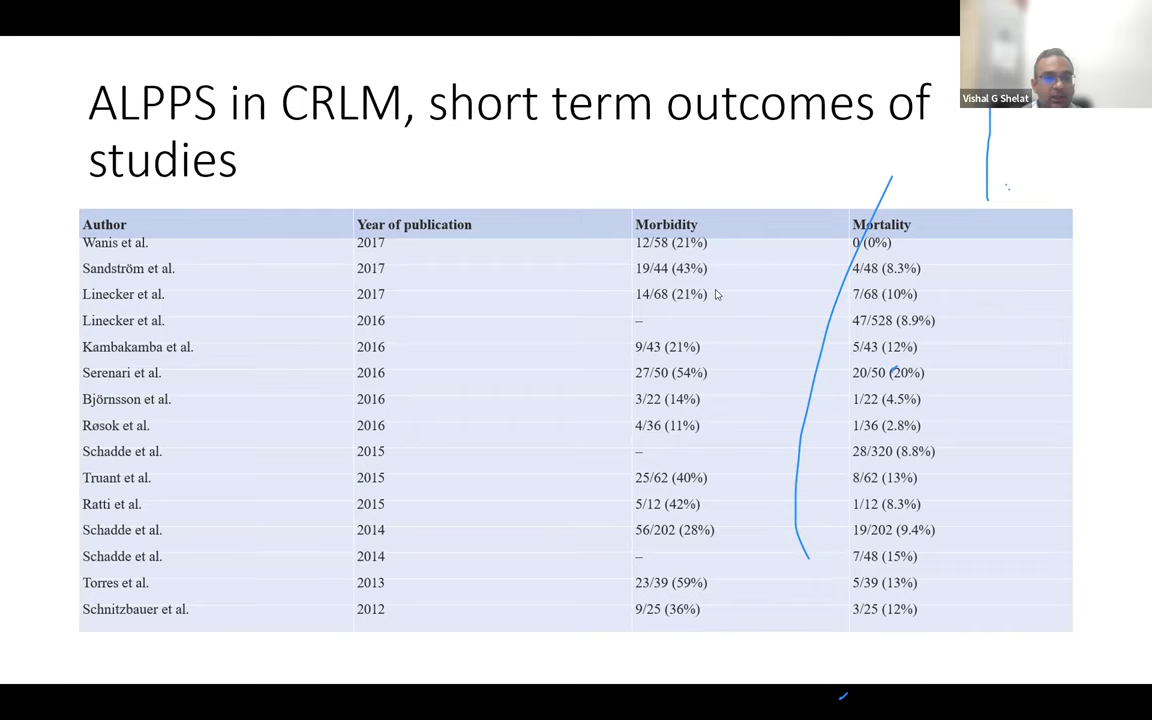 Vishal G Shelat
ALPPS in CRLM, short term outcomes of
studies
Author Year of publication Morbidity Mortality
Wanis et al. 2017 12/58 (21%) 0 (0%)
Sandström et al. 2017 19/44 (43%) 4/48 (8.3%)
Linecker et al. 2017 14/68 (21%) 7/68 (10%)
Linecker et al. 2016 – 47/528 (8.9%)
Kambakamba et al. 2016 9/43 (21%) 5/43 (12%)
Serenari et al. 2016 27/50 (54%) 20/50 (20%)
Björnsson et al. 2016 3/22 (14%) 1/22 (4.5%)
Røsok et al. 2016 4/36 (11%) 1/36 (2.8%)
Schadde et al. 2015 – 28/320 (8.8%)
Truant et al. 2015 25/62 (40%) 8/62 (13%)
Ratti et al. 2015 5/12 (42%) 1/12 (8.3%)
Schadde et al. 2014 56/202 (28%) 19/202 (9.4%)
Schadde et al. 2014 – 7/48 (15%)
Torres et al. 2013 23/39 (59%) 5/39 (13%)
Schnitzbauer et al. 2012 9/25 (36%) 3/25 (12%)